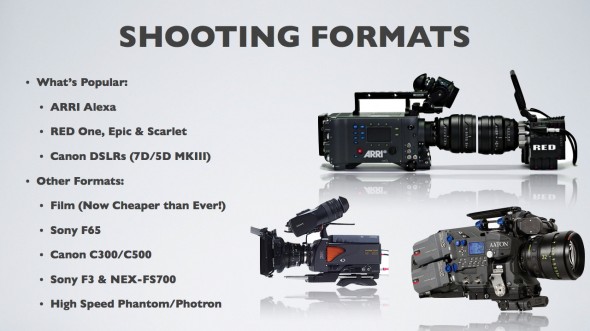 SHOOTING FORMATS
• What's Popular:
• ARRI Alexa
• RED One, Epic & Scarlet
• Canon DSLRs (7D/5D MKIII)
• Other Formats:
• Film (Now Cheaper than Ever!)
• Sony F65
• Canon C300/C500
• Sony F3 & NEX-FS700
• High Speed Phantom/Photron
ARRI
RED
AATON